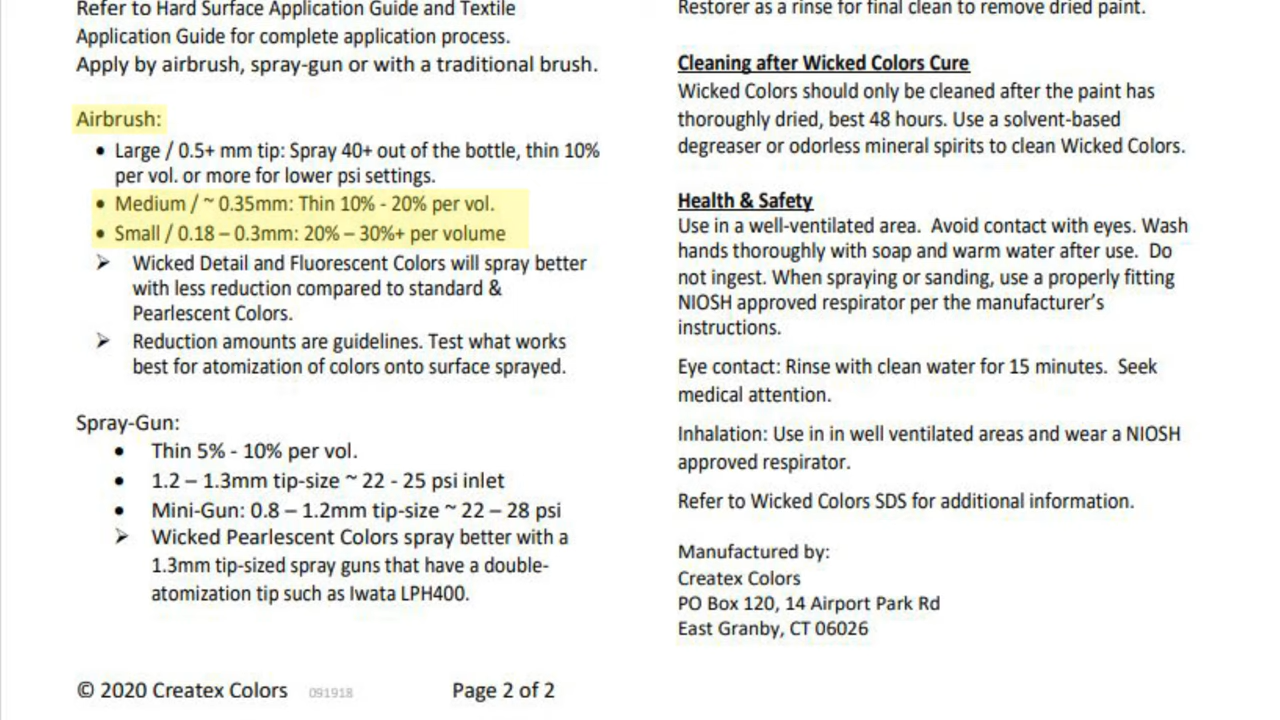 Refer to Hard Surface Application Guide and Textile
Application Guide for complete application process.
Apply by airbrush, spray-gun or with a traditional brush.
Airbrush:
• Large / 0.5+ mm tip: Spray 40+ out of the bottle, thin 10%
per vol. or more for lower psi settings.
• Medium / ~ 0.35mm: Thin 10% - 20% per vol.
• Small / 0.18 – 0.3mm: 20% – 30%+ per volume
➢ Wicked Detail and Fluorescent Colors will spray better
with less reduction compared to standard &
Pearlescent Colors.
➢ Reduction amounts are guidelines. Test what works
best for atomization of colors onto surface sprayed.
Spray-Gun:
• Thin 5% - 10% per vol.
• 1.2 – 1.3mm tip-size ~ 22 - 25 psi inlet
• Mini-Gun: 0.8 – 1.2mm tip-size ~ 22 – 28 psi
➢ Wicked Pearlescent Colors spray better with a
1.3mm tip-sized spray guns that have a double-
atomization tip such as Iwata LPH400.
Restorer as a rinse for final clean to remove dried paint.
Cleaning after Wicked Colors Cure
Wicked Colors should only be cleaned after the paint has
thoroughly dried, best 48 hours. Use a solvent-based
degreaser or odorless mineral spirits to clean Wicked Colors.
Health & Safety
Use in a well-ventilated area. Avoid contact with eyes. Wash
hands thoroughly with soap and warm water after use. Do
not ingest. When spraying or sanding, use a properly fitting
NIOSH approved respirator per the manufacturer’s
instructions.
Eye contact: Rinse with clean water for 15 minutes. Seek
medical attention.
Inhalation: Use in in well ventilated areas and wear a NIOSH
approved respirator.
Refer to Wicked Colors SDS for additional information.
Manufactured by:
Createx Colors
PO Box 120, 14 Airport Park Rd
East Granby, CT 06026
© 2020 Createx Colors 091918 Page 2 of 2